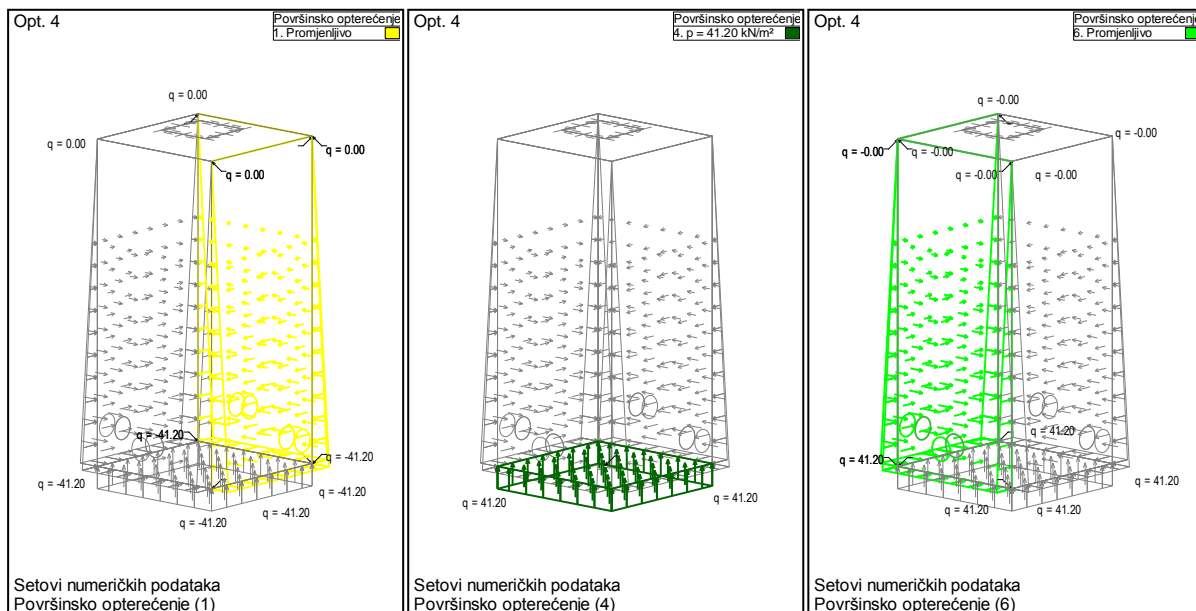 Opt. 4
Površinsko opterećenje
1. Promjenljivo
q = 0.00
q = 0.00
q = 0.00
q = 0.00
q = -41.20
q = -41.20
q = -41.20
q = -41.20
q = -41.20
q = -41.20
Setovi numeričkih podataka
Površinsko opterećenje (1)
Opt. 4
Površinsko opterećenje
4. p = 41.20 kN/m²
q = 41.20
q = 41.20
Setovi numeričkih podataka
Površinsko opterećenje (4)
Opt. 4
Površinsko opterećenje
6. Promjenljivo
q = -0.00
q = -0.00
q = -0.00
q = -0.00
q = -0.00
q = -0.00
q = 41.20
q = 41.20
q = 41.20
q = 41.20
q = 41.20
Setovi numeričkih podataka
Površinsko opterećenje (6)